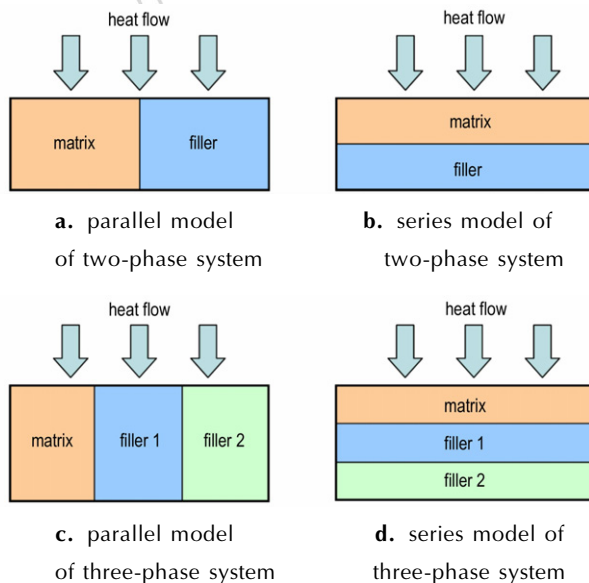 heat flow
matrix
filler
a. parallel model
of two-phase system
heat flow
matrix
filler
b. series model of
two-phase system
heat flow
matrix
filler 1
filler 2
c. parallel model
of three-phase system
heat flow
matrix
filler 1
filler 2
d. series model of
three-phase system